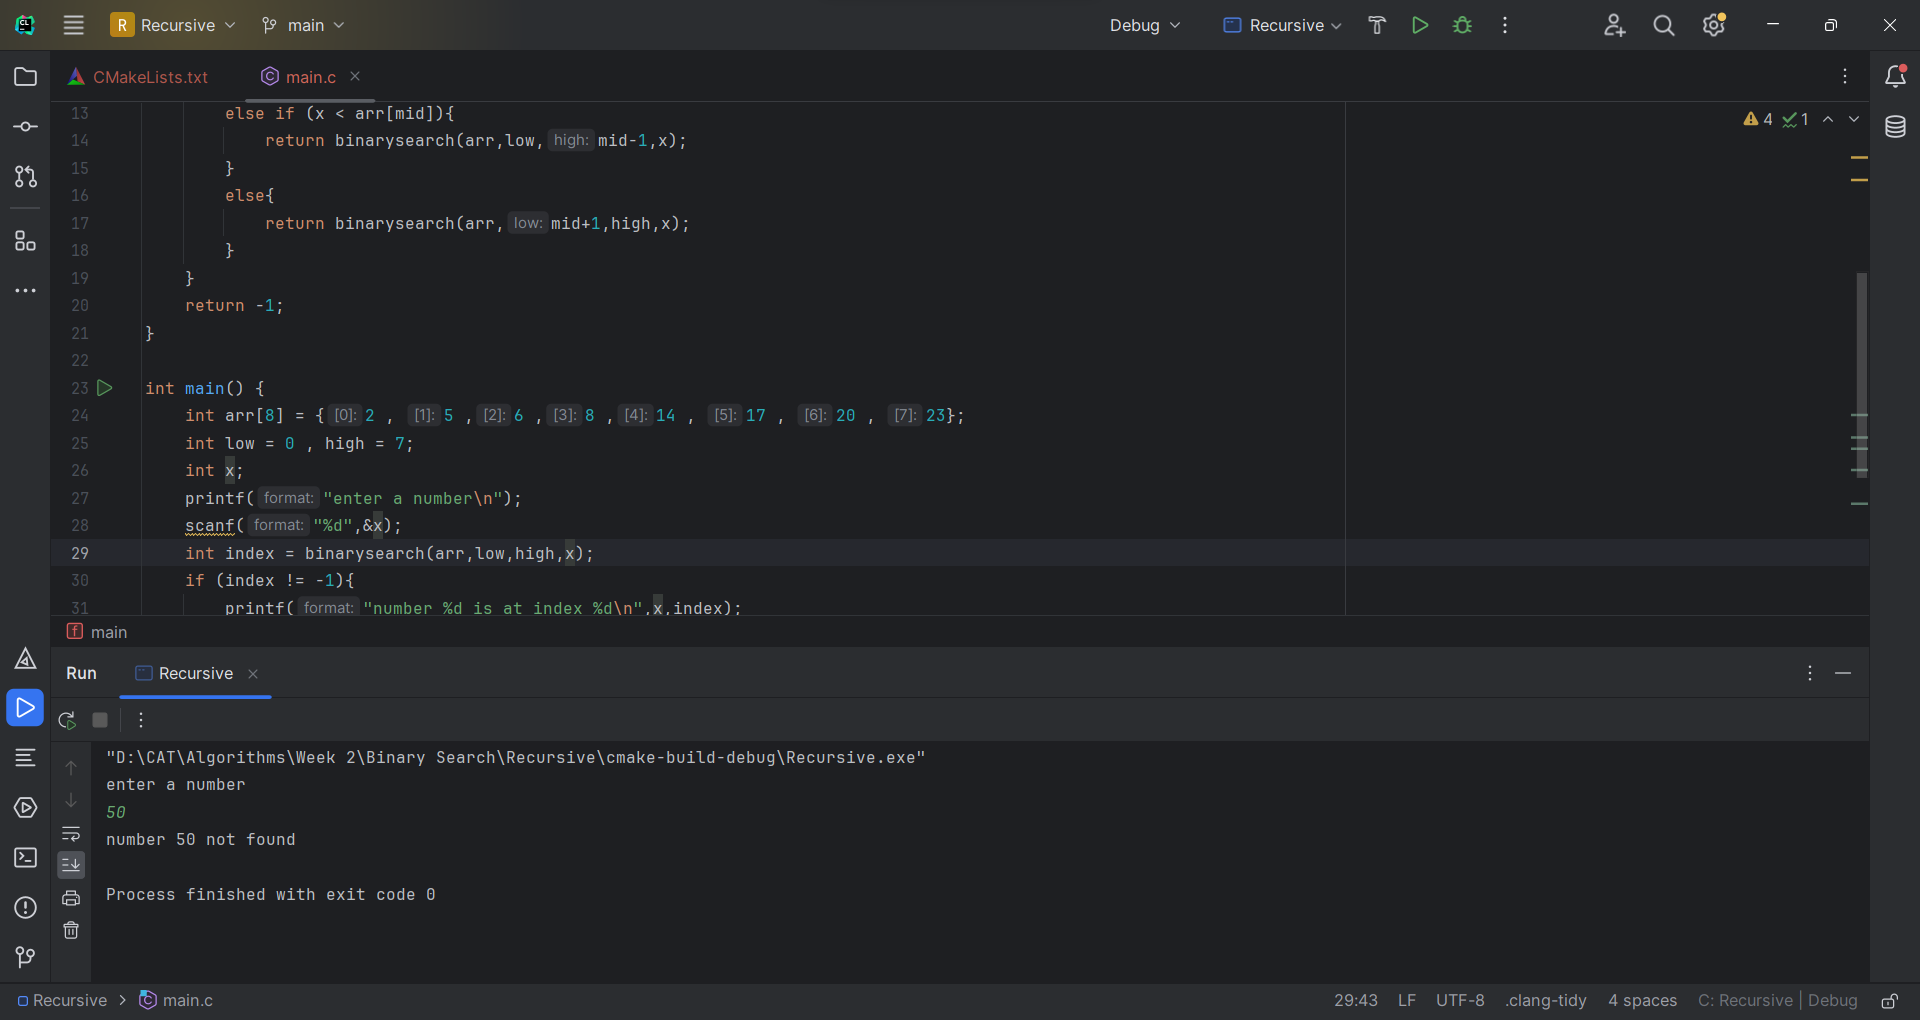 R Recursive main Debug Recursive
CMakeLists.txt main.c
13 else if (x < arr[mid]){
14 return binarysearch(arr,low, high: mid-1,x);
15 }
16 else{
17 return binarysearch(arr, low: mid+1,high,x);
18 }
19 }
20 return -1;
21 }
22
23 int main() {
24 int arr[8] = { [0]: 2 , [1]: 5 , [2]: 6 , [3]: 8 , [4]: 14 , [5]: 17 , [6]: 20 , [7]: 23};
25 int low = 0 , high = 7;
26 int x;
27 printf( format: "enter a number\n");
28 scanf( format: "%d",&x);
29 int index = binarysearch(arr,low,high,x);
30 if (index != -1){
31 printf( format: "number %d is at index %d\n",x,index);
4 1
f main
Run Recursive
"D:\CAT\Algorithms\Week 2\Binary Search\Recursive\cmake-build-debug\Recursive.exe"
enter a number
50
number 50 not found
Process finished with exit code 0
Recursive > main.c 29:43 LF UTF-8 .clang-tidy 4 spaces C: Recursive | Debug